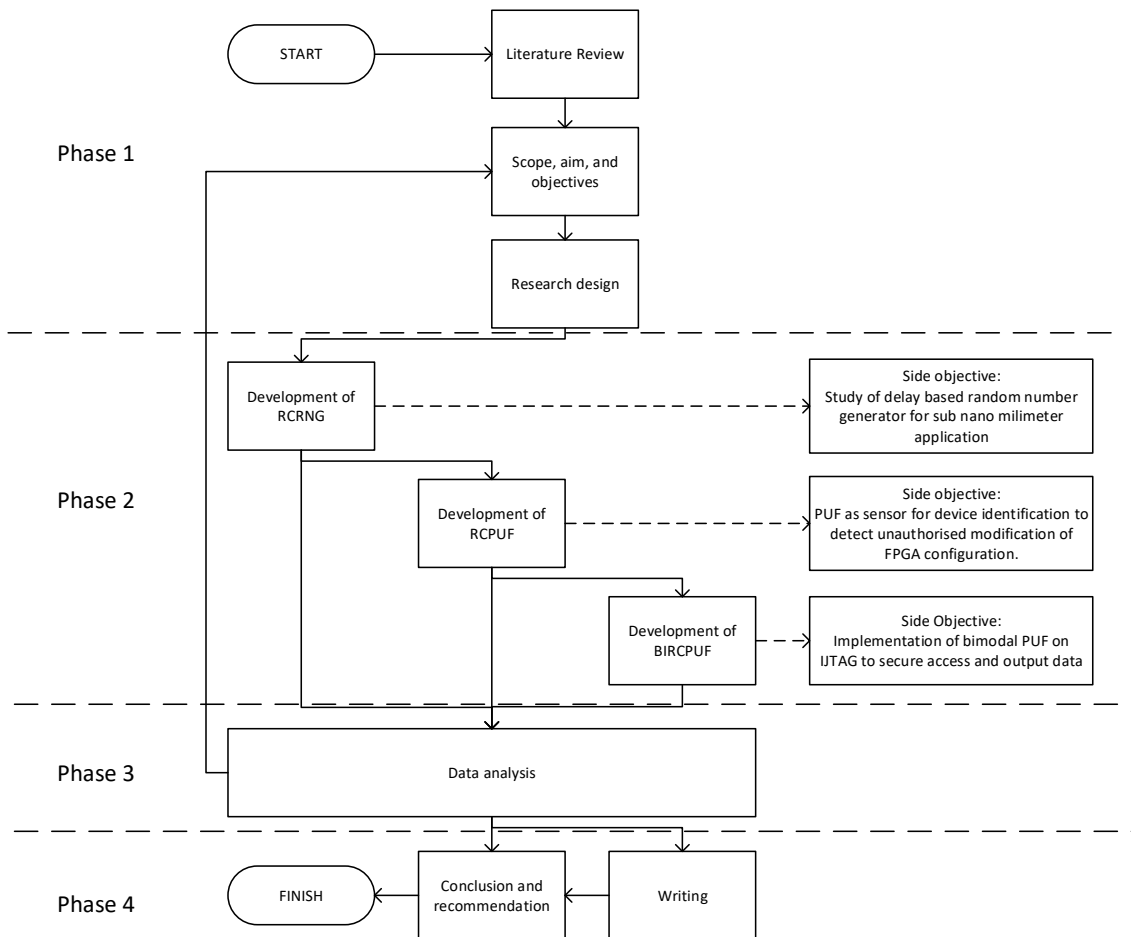 START
Literature Review
Phase 1
Scope, aim, and
objectives
Research design
Development of
RCRNG
Side objective:
Study of delay based random number
generator for sub nano milimeter
application
Phase 2
Development of
RCPUF
Side objective:
PUF as sensor for device identification to
detect unauthorised modification of
FPGA configuration.
Development of
BIRCPUF
Side Objective:
Implementation of bimodal PUF on
IJTAG to secure access and output data
Phase 3
Data analysis
Phase 4
FINISH
Conclusion and
recommendation
Writing